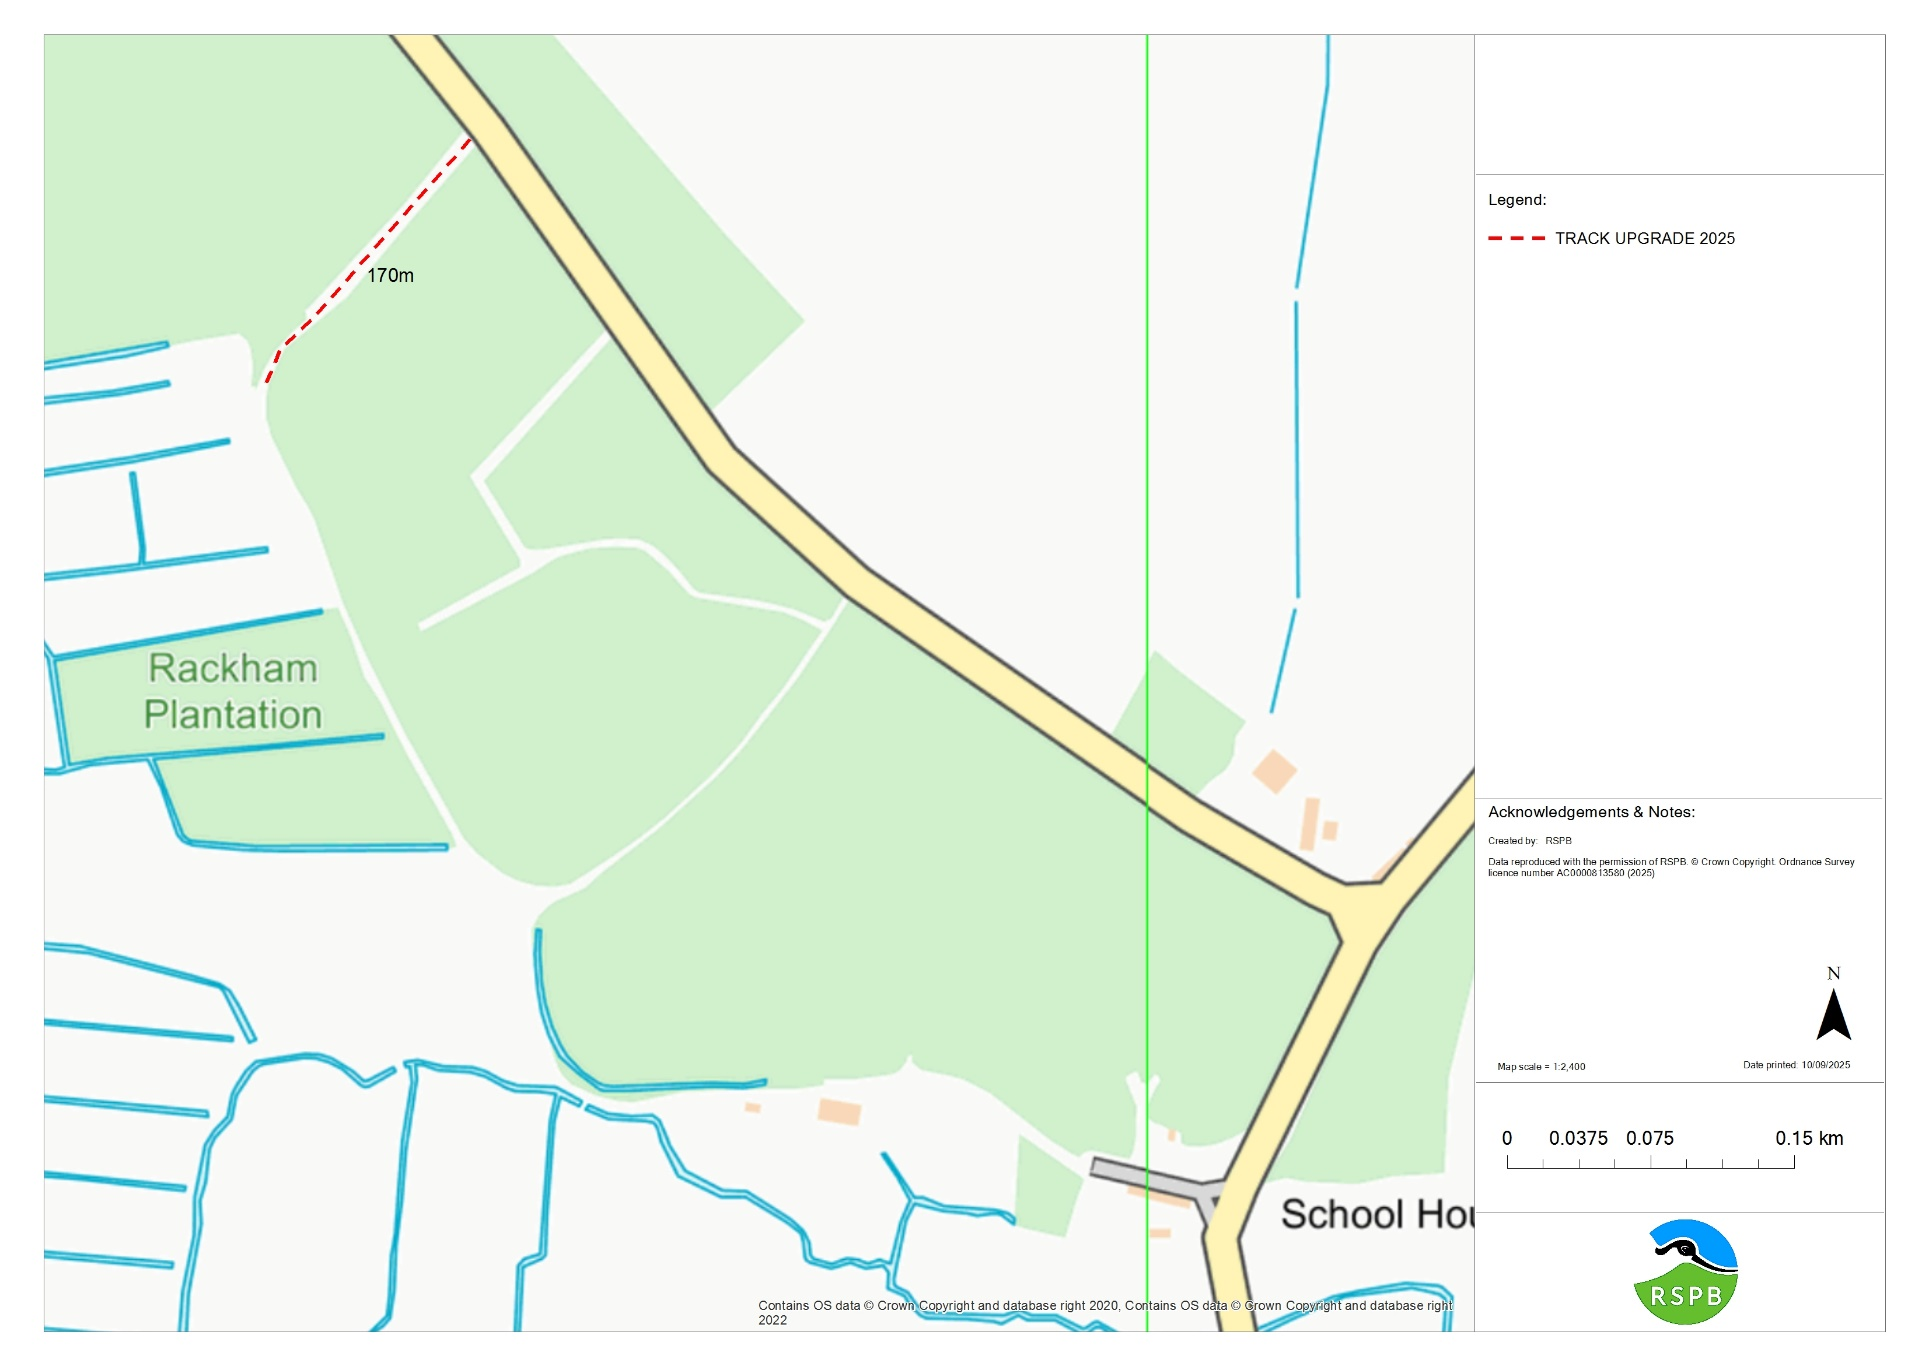 170m
Rackham
Plantation
School Hou
Contains OS data © Crown Copyright and database right 2020, Contains OS data © Crown Copyright and database right
2022
Legend:
TRACK UPGRADE 2025
Acknowledgements & Notes:
Created by: RSPB
Data reproduced with the permission of RSPB. © Crown Copyright. Ordnance Survey
licence number AC0000813580 (2025)
N
Map scale = 1:2,400
Date printed: 10/09/2025
0 0.0375 0.075 0.15 km
RSPB